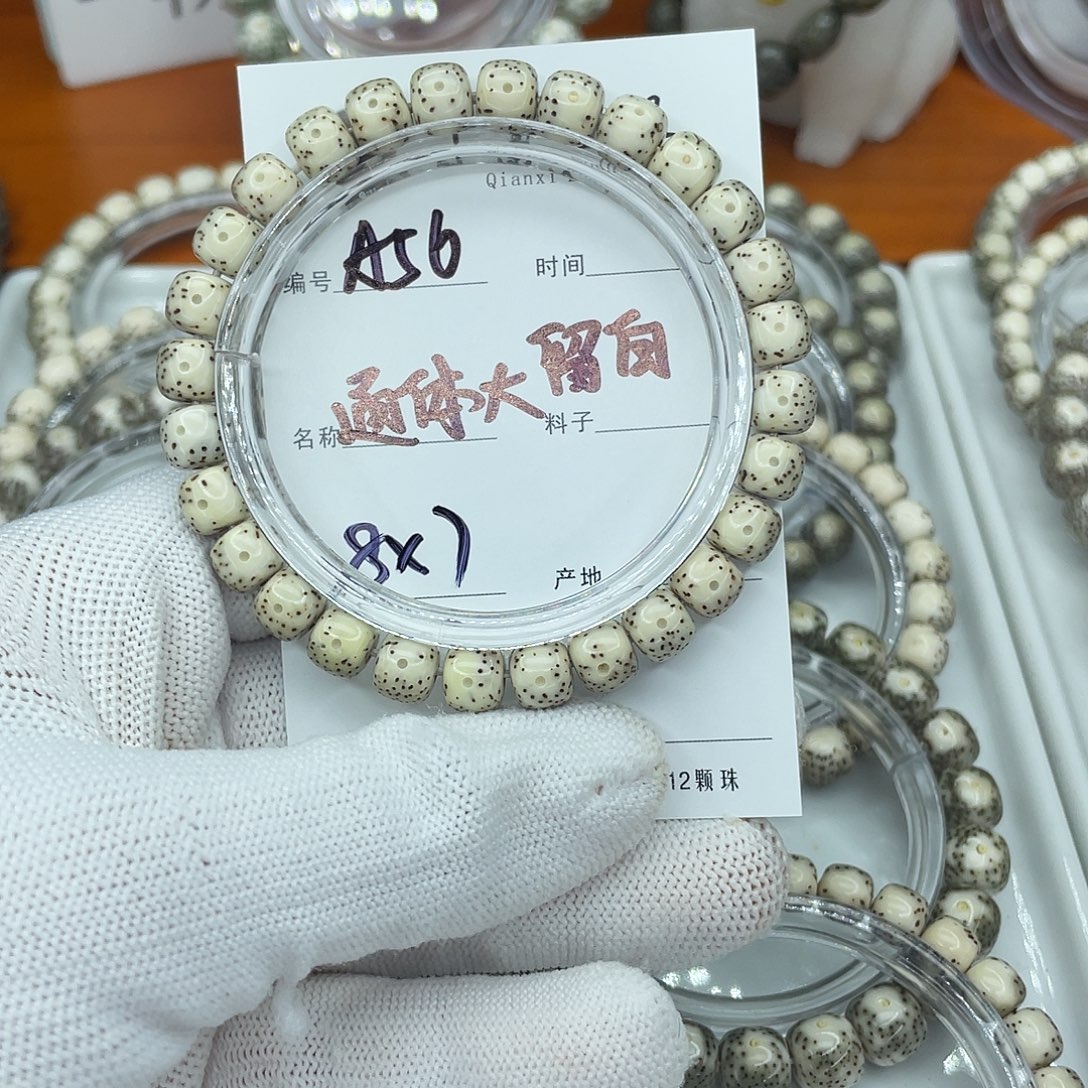 Qianxi
编号 A56 时间
通体大留白
名称 料子
8x7
产地
12颗珠